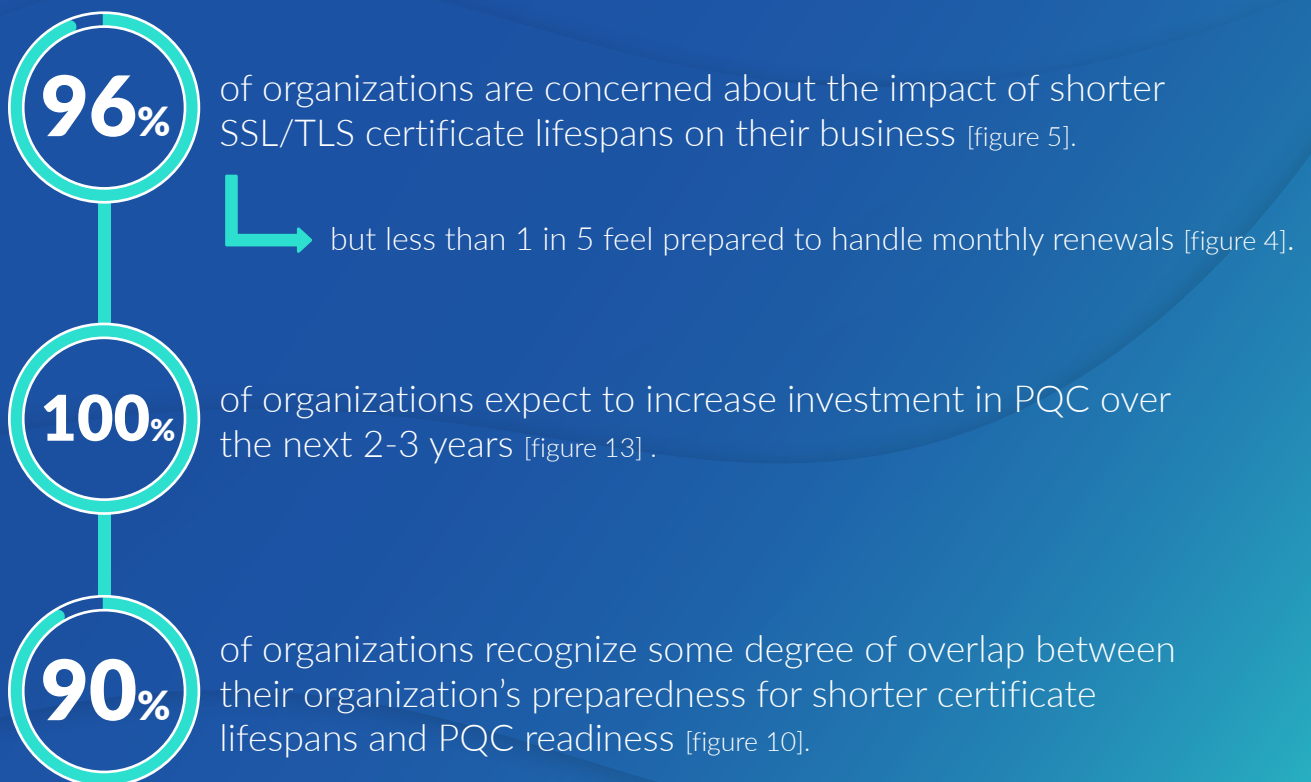 96%
of organizations are concerned about the impact of shorter
SSL/TLS certificate lifespans on their business [figure 5].
but less than 1 in 5 feel prepared to handle monthly renewals [figure 4].
100%
of organizations expect to increase investment in PQC over
the next 2-3 years [figure 13] .
90%
of organizations recognize some degree of overlap between
their organization’s preparedness for shorter certificate
lifespans and PQC readiness [figure 10].